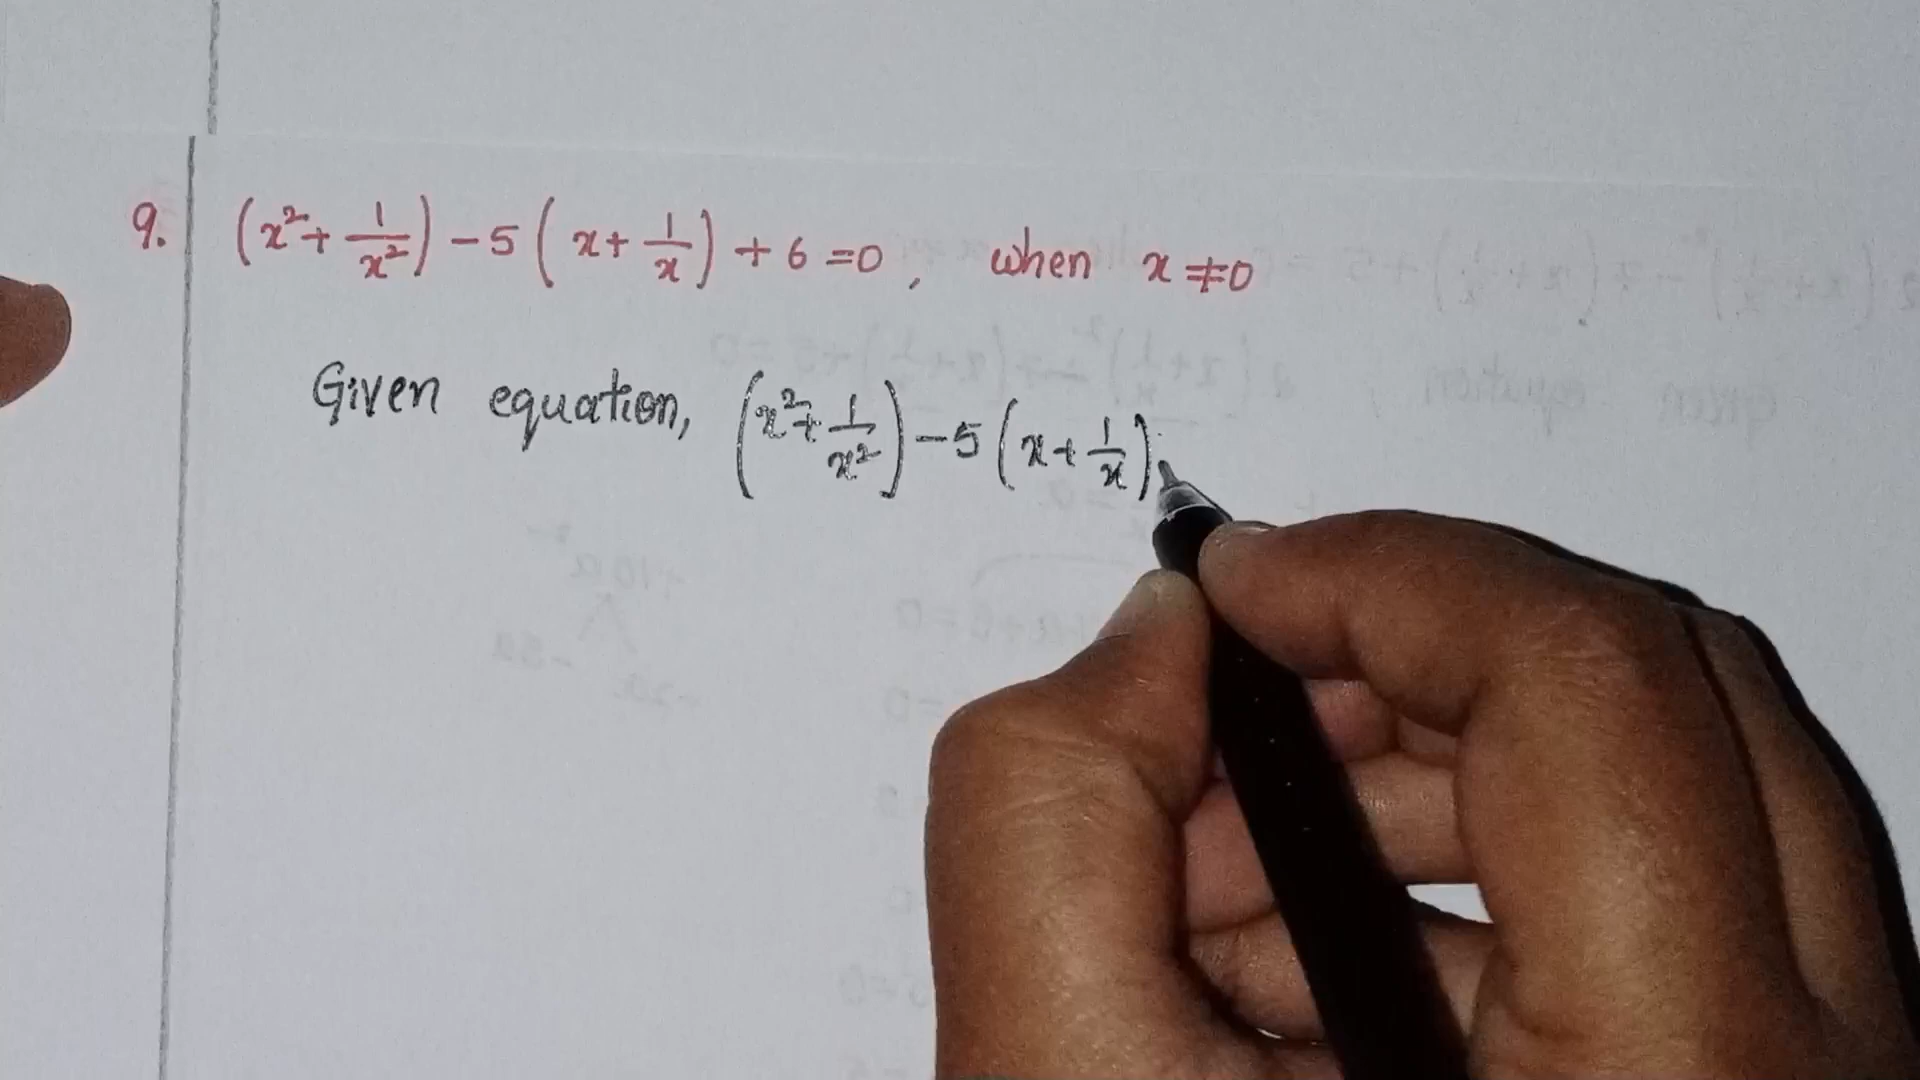 9. (x² + 1/x²) - 5 (x + 1/x) + 6 = 0, when x ≠ 0
Given equation, (x² + 1/x²) - 5 (x + 1/x)